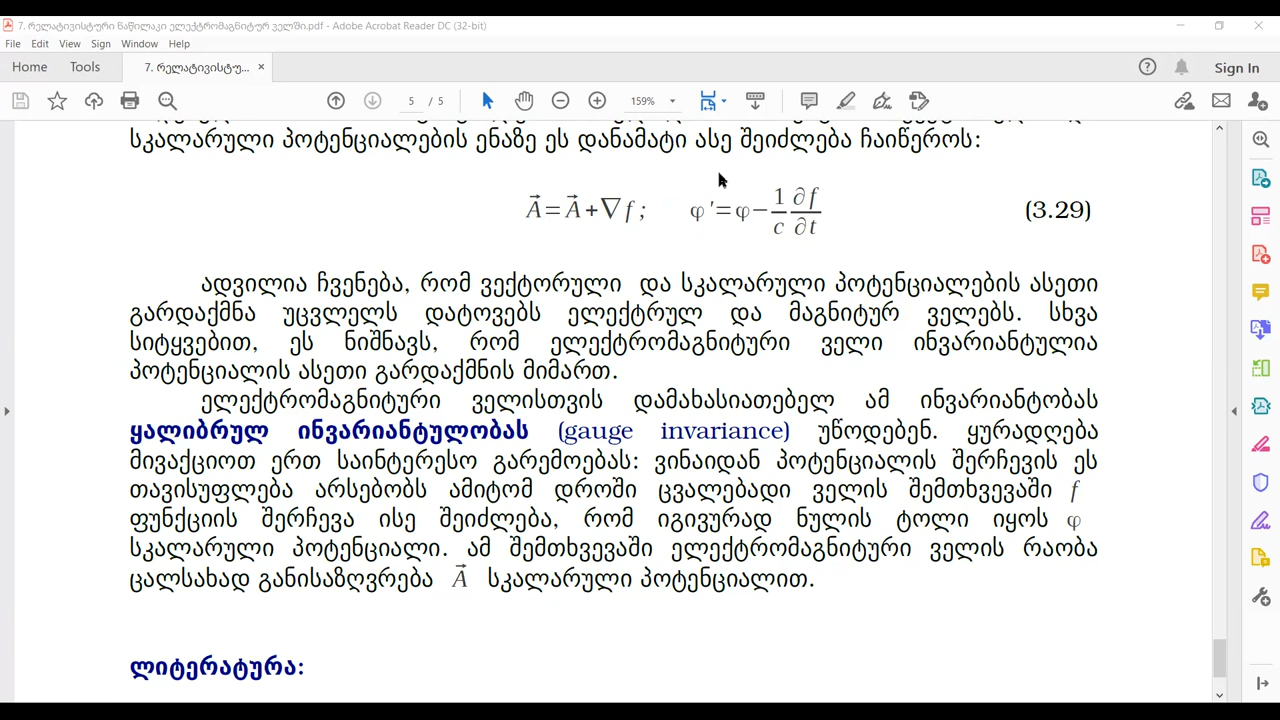 7. რელატივისტური ნაწილაკი ელექტრომაგნიტურ ველში.pdf - Adobe Acrobat Reader DC (32-bit)
File Edit View Sign Window Help
Home Tools 7. რელატივისტუ... × Sign In
5 / 5 159%
სკალარული პოტენციალების ენაზე ეს დანამატი ასე შეიძლება ჩაიწეროს:
A⃗=A⃗+∇f ; φ'=φ−1/c ∂f/∂t (3.29)
ადვილია ჩვენება, რომ ვექტორული და სკალარული პოტენციალების ასეთი
გარდაქმნა უცვლელს დატოვებს ელექტრულ და მაგნიტურ ველებს. სხვა
სიტყვებით, ეს ნიშნავს, რომ ელექტრომაგნიტური ველი ინვარიანტულია
პოტენციალის ასეთი გარდაქმნის მიმართ.
ელექტრომაგნიტური ველისთვის დამახასიათებელ ამ ინვარიანტობას
ყალიბრულ ინვარიანტულობას (gauge invariance) უწოდებენ. ყურადღება
მივაქციოთ ერთ საინტერესო გარემოებას: ვინაიდან პოტენციალის შერჩევის ეს
თავისუფლება არსებობს ამიტომ დროში ცვალებადი ველის შემთხვევაში f
ფუნქციის შერჩევა ისე შეიძლება, რომ იგივურად ნულის ტოლი იყოს φ
სკალარული პოტენციალი. ამ შემთხვევაში ელექტრომაგნიტური ველის რაობა
ცალსახად განისაზღვრება A⃗ სკალარული პოტენციალით.
ლიტერატურა: